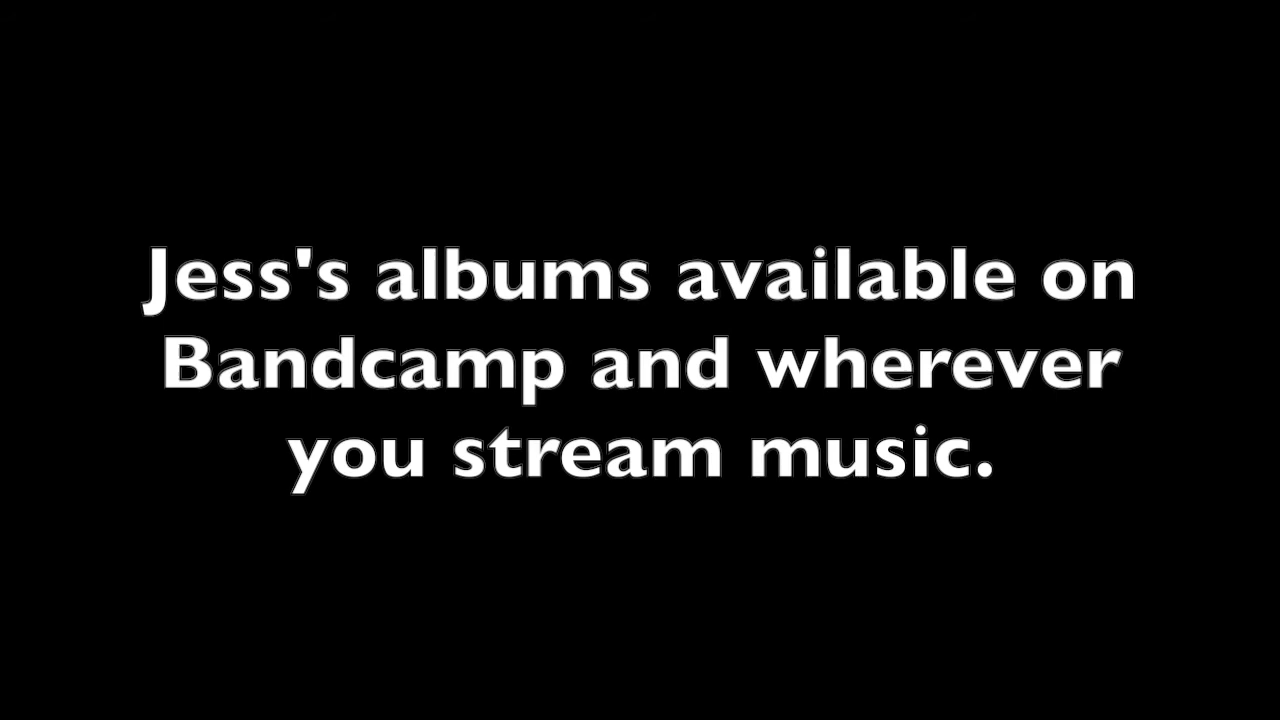 Jess's albums available on
Bandcamp and wherever
you stream music.